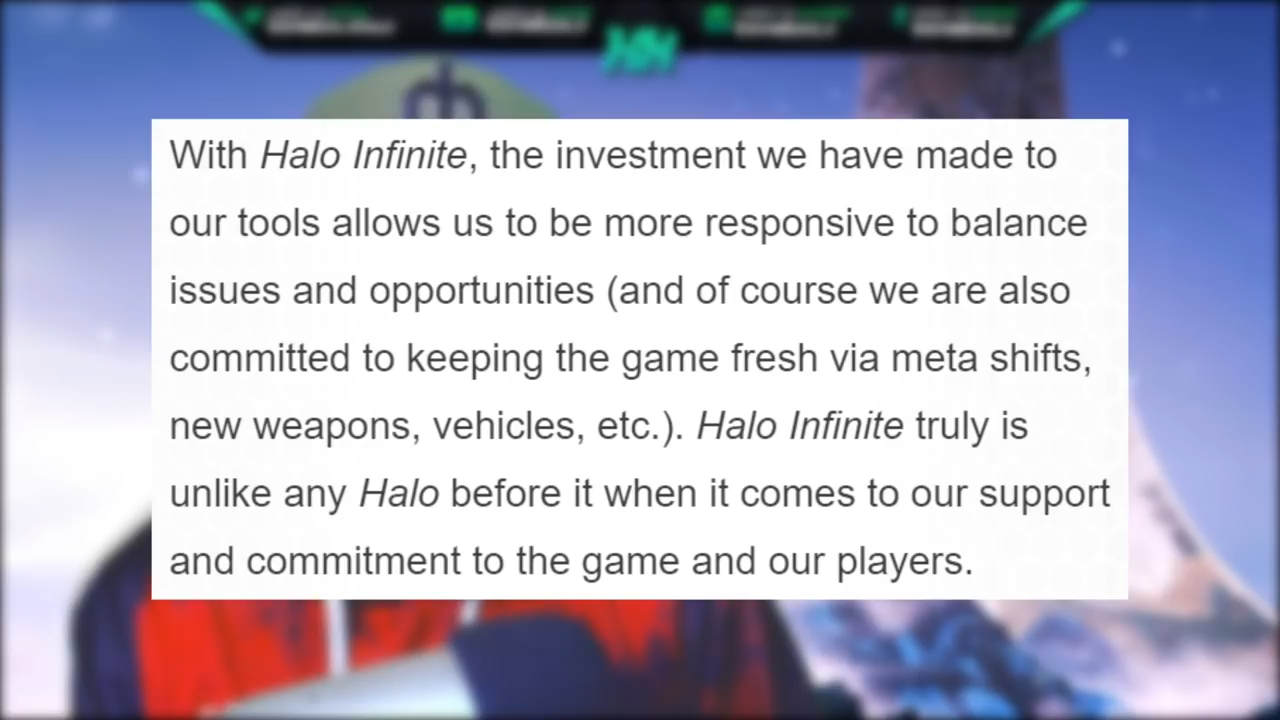 HH
With Halo Infinite, the investment we have made to
our tools allows us to be more responsive to balance
issues and opportunities (and of course we are also
committed to keeping the game fresh via meta shifts,
new weapons, vehicles, etc.). Halo Infinite truly is
unlike any Halo before it when it comes to our support
and commitment to the game and our players.